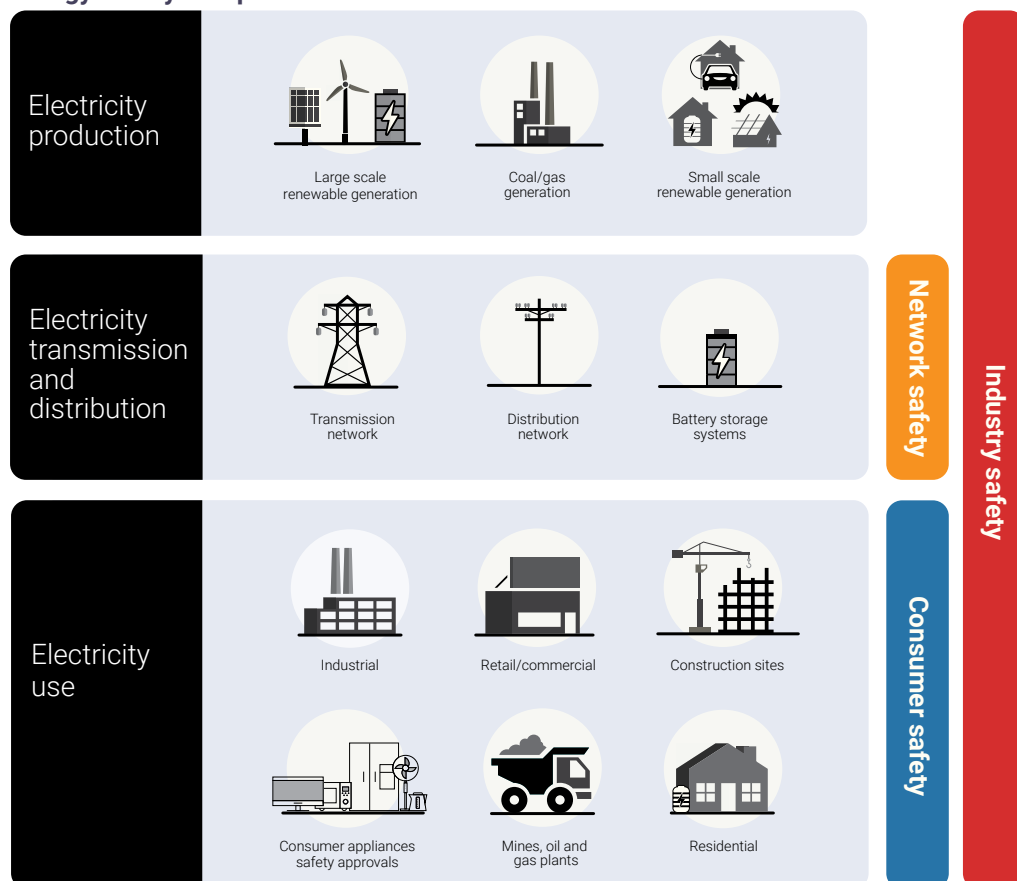 Electricity
production
Large scale
renewable generation
Coal/gas
generation
Small scale
renewable generation
Electricity
transmission
and
distribution
Transmission
network
Distribution
network
Battery storage
systems
Network safety
Industry safety
Electricity
use
Industrial
Retail/commercial
Construction sites
Consumer appliances
safety approvals
Mines, oil and
gas plants
Residential
Consumer safety